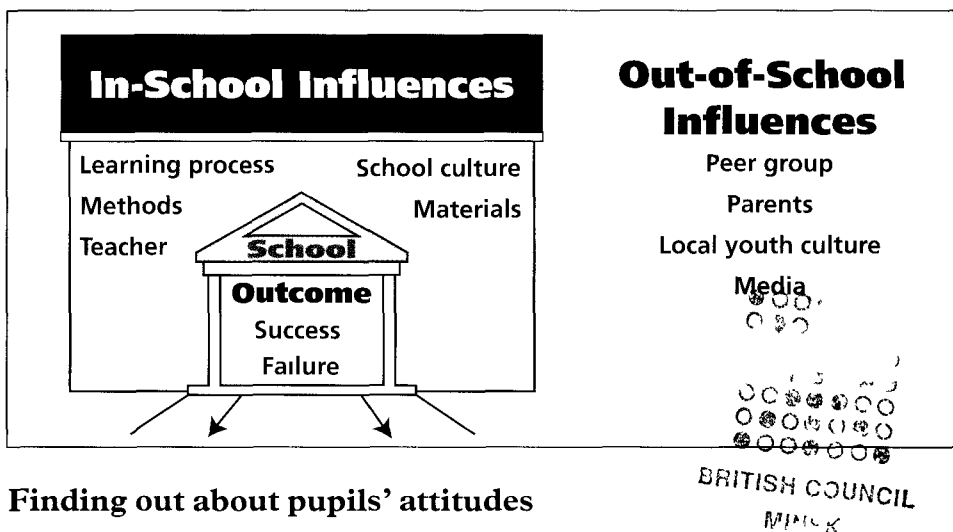 In-School Influences
Learning process
Methods
Teacher
School culture
Materials
School
Outcome
Success
Failure
Out-of-School
Influences
Peer group
Parents
Local youth culture
Media
BRITISH COUNCIL
Finding out about pupils' attitudes